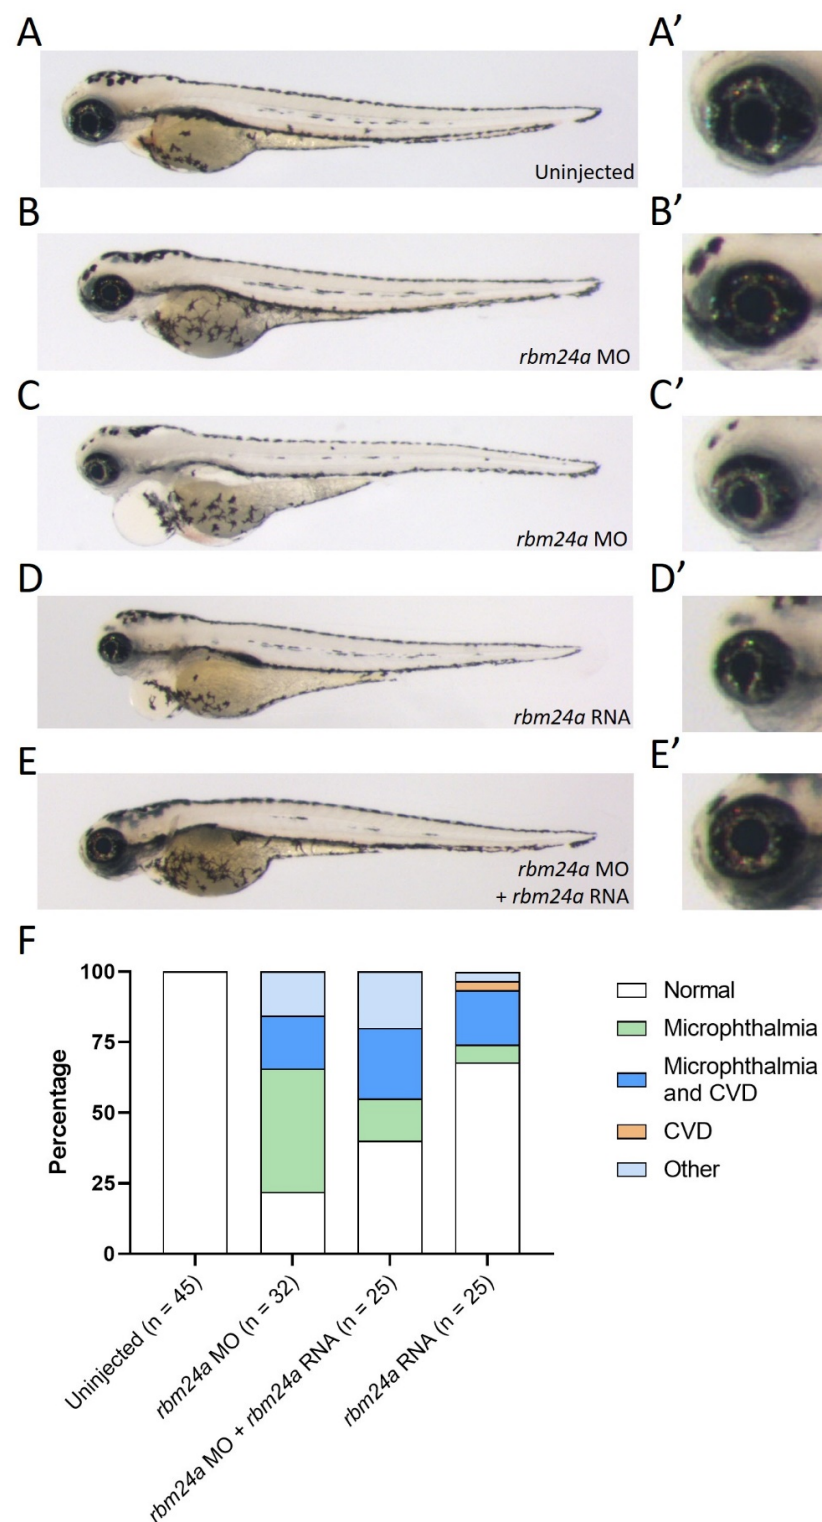 A
A′
Uninjected
B
B′
rbm24a MO
C
C′
rbm24a MO
D
D′
rbm24a RNA
E
E′
rbm24a MO
+ rbm24a RNA
F
100
75
50
25
0
Percentage
Normal
Microphthalmia
Microphthalmia
and CVD
CVD
Other
Uninjected (n = 45)
rbm24a MO (n = 32)
rbm24a MO + rbm24a RNA (n = 25)
rbm24a RNA (n = 25)